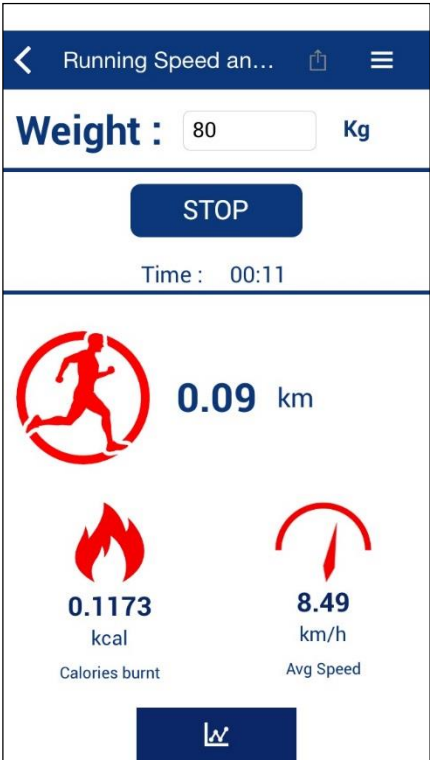 Running Speed an...
Weight : 80 Kg
STOP
Time : 00:11
0.09 km
0.1173
kcal
Calories burnt
8.49
km/h
Avg Speed